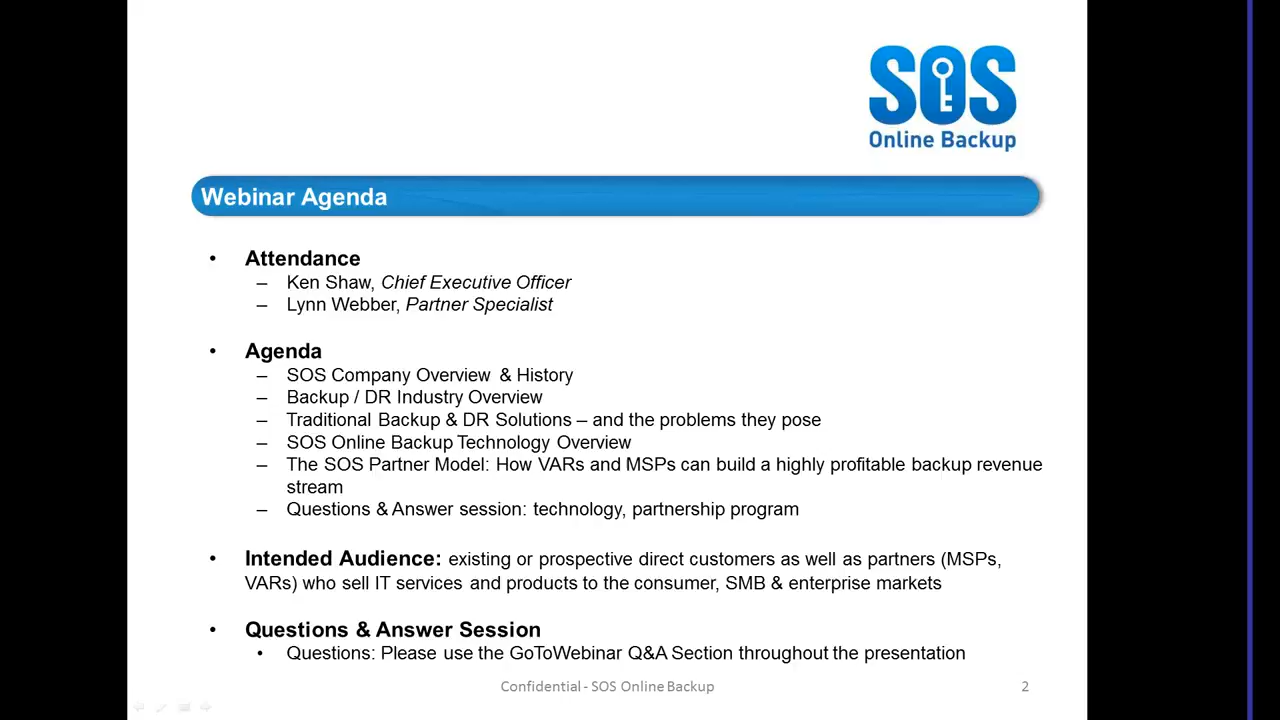 SOS
Online Backup
Webinar Agenda
• Attendance
– Ken Shaw, Chief Executive Officer
– Lynn Webber, Partner Specialist
• Agenda
– SOS Company Overview & History
– Backup / DR Industry Overview
– Traditional Backup & DR Solutions – and the problems they pose
– SOS Online Backup Technology Overview
– The SOS Partner Model: How VARs and MSPs can build a highly profitable backup revenue
stream
– Questions & Answer session: technology, partnership program
• Intended Audience: existing or prospective direct customers as well as partners (MSPs,
VARs) who sell IT services and products to the consumer, SMB & enterprise markets
• Questions & Answer Session
• Questions: Please use the GoToWebinar Q&A Section throughout the presentation
Confidential - SOS Online Backup
2